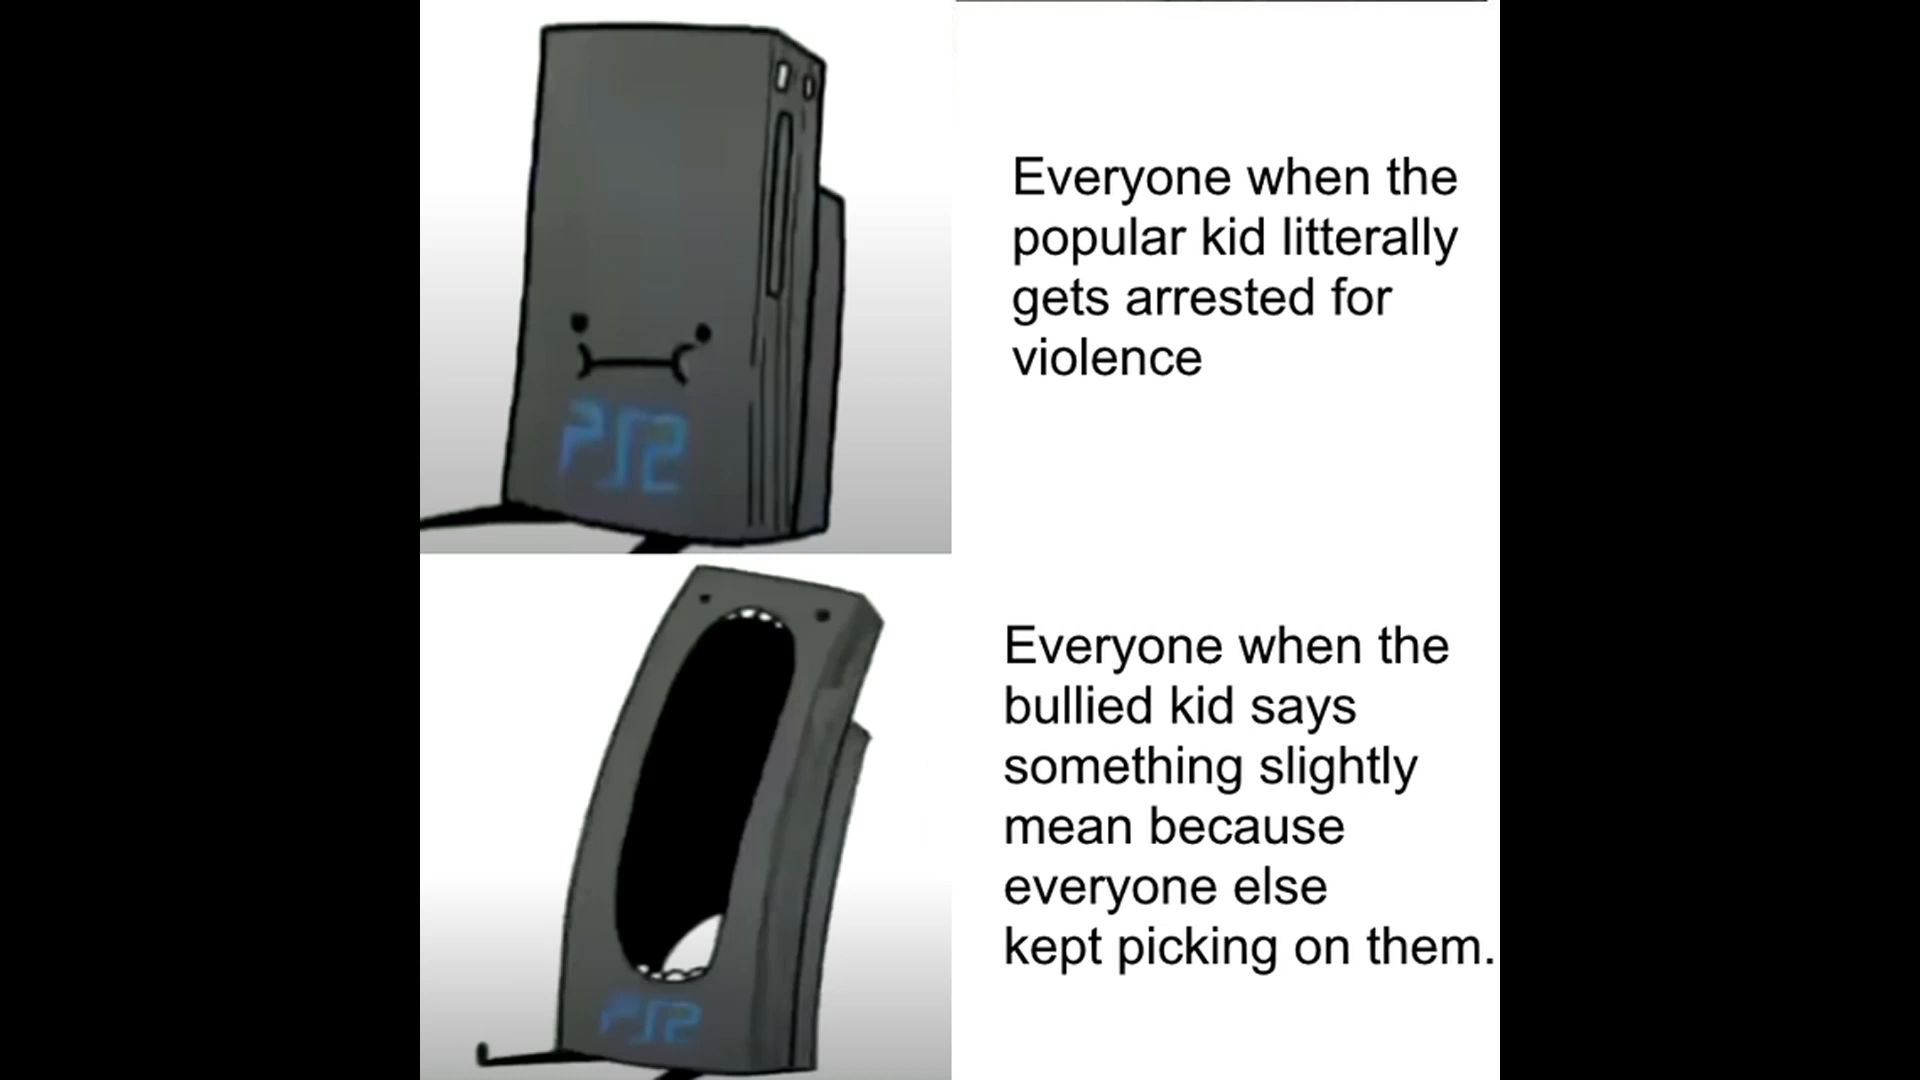 Everyone when the
popular kid litterally
gets arrested for
violence
PS2
Everyone when the
bullied kid says
something slightly
mean because
everyone else
kept picking on them.
PS2